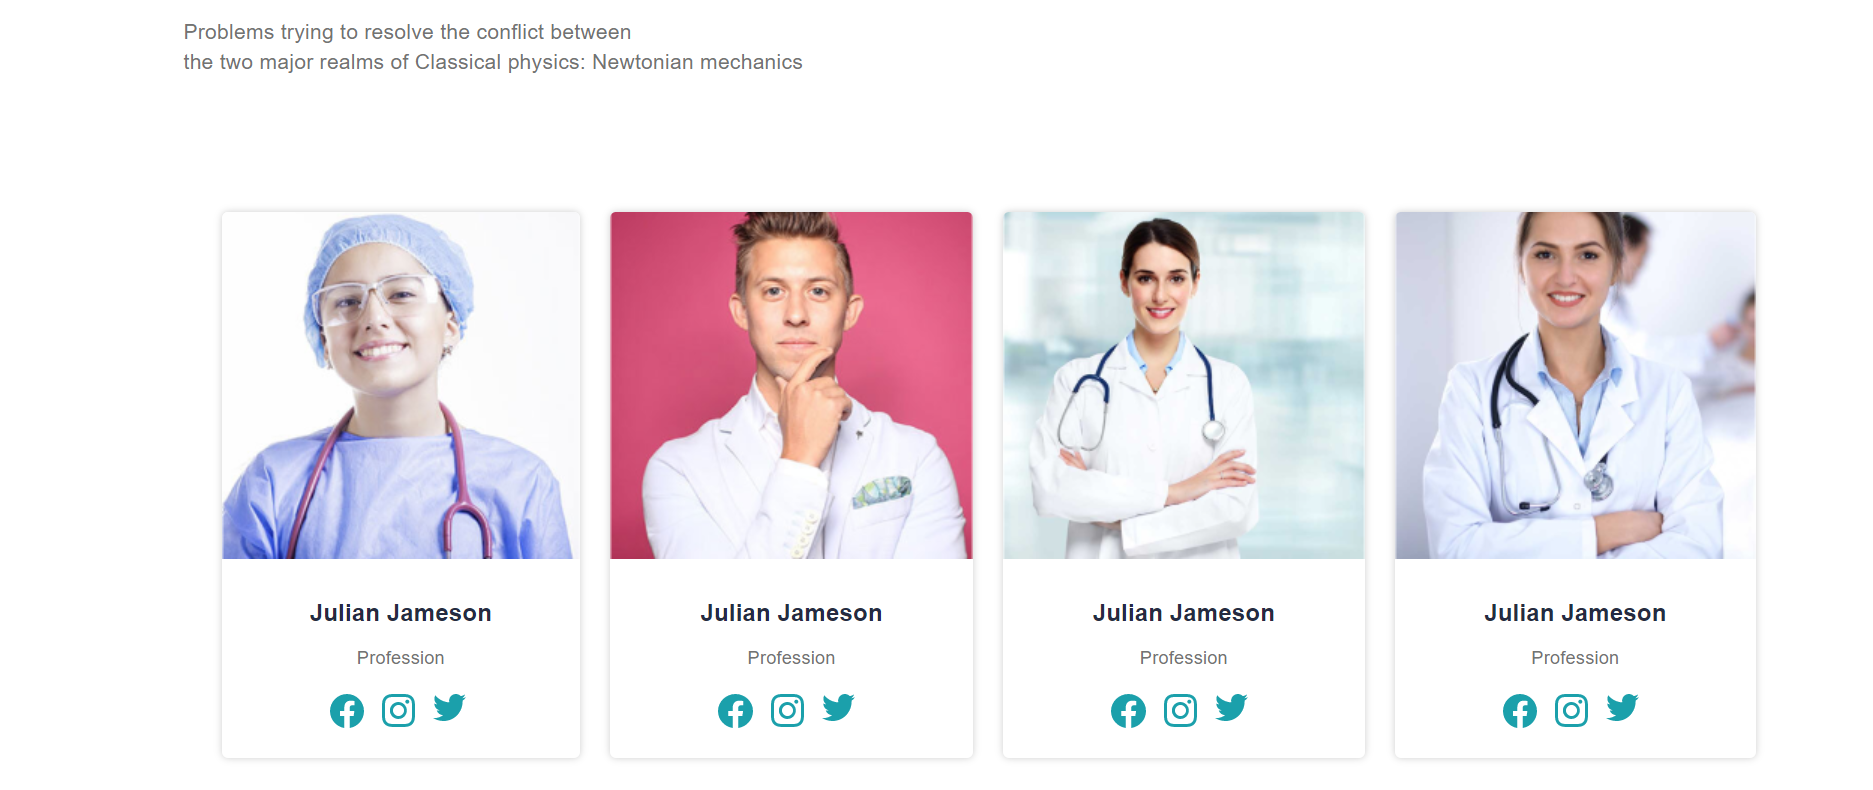 Problems trying to resolve the conflict between
the two major realms of Classical physics: Newtonian mechanics
Julian Jameson
Profession
Julian Jameson
Profession
Julian Jameson
Profession
Julian Jameson
Profession